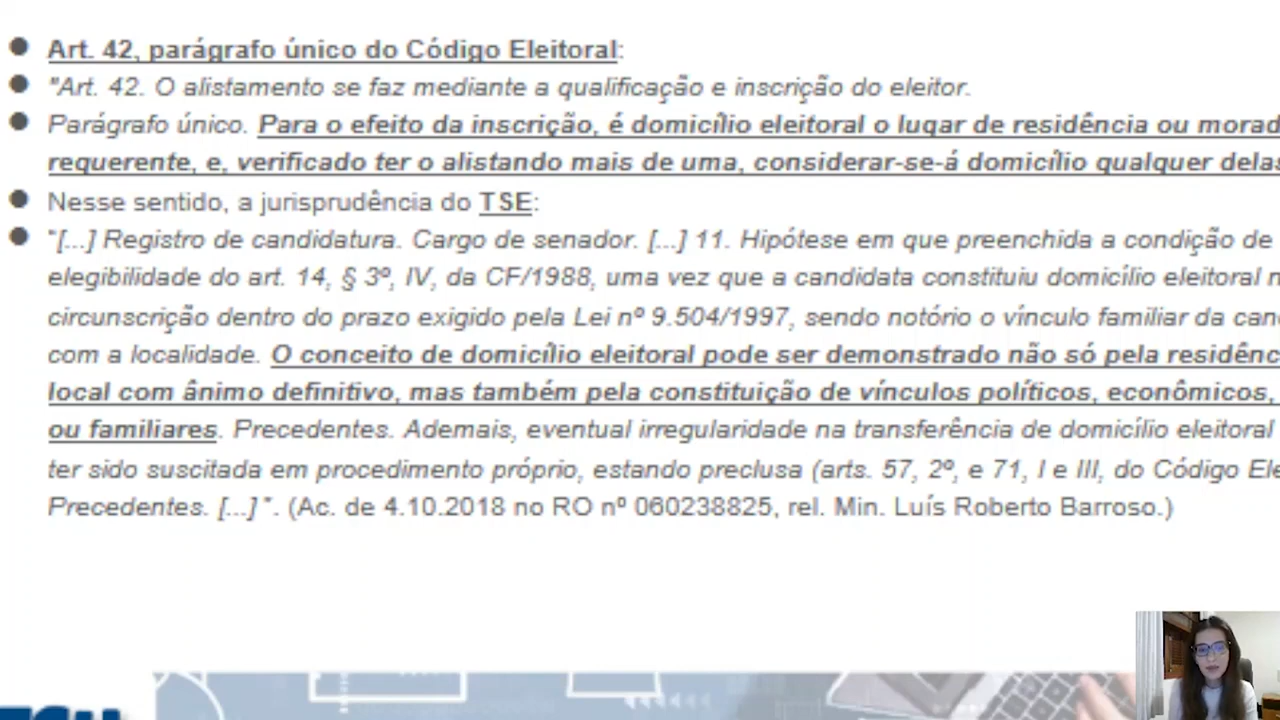 Art. 42, parágrafo único do Código Eleitoral:
"Art. 42. O alistamento se faz mediante a qualificação e inscrição do eleitor.
Parágrafo único. Para o efeito da inscrição, é domicílio eleitoral o lugar de residência ou morad
requerente, e, verificado ter o alistando mais de uma, considerar-se-á domicílio qualquer delas
Nesse sentido, a jurisprudência do TSE:
"[...] Registro de candidatura. Cargo de senador. [...] 11. Hipótese em que preenchida a condição de
elegibilidade do art. 14, § 3º, IV, da CF/1988, uma vez que a candidata constituiu domicílio eleitoral n
circunscrição dentro do prazo exigido pela Lei nº 9.504/1997, sendo notório o vínculo familiar da can
com a localidade. O conceito de domicílio eleitoral pode ser demonstrado não só pela residênc
local com ânimo definitivo, mas também pela constituição de vínculos políticos, econômicos,
ou familiares. Precedentes. Ademais, eventual irregularidade na transferência de domicílio eleitoral
ter sido suscitada em procedimento próprio, estando preclusa (arts. 57, 2º, e 71, I e III, do Código Ele
Precedentes. [...]". (Ac. de 4.10.2018 no RO nº 060238825, rel. Min. Luís Roberto Barroso.)